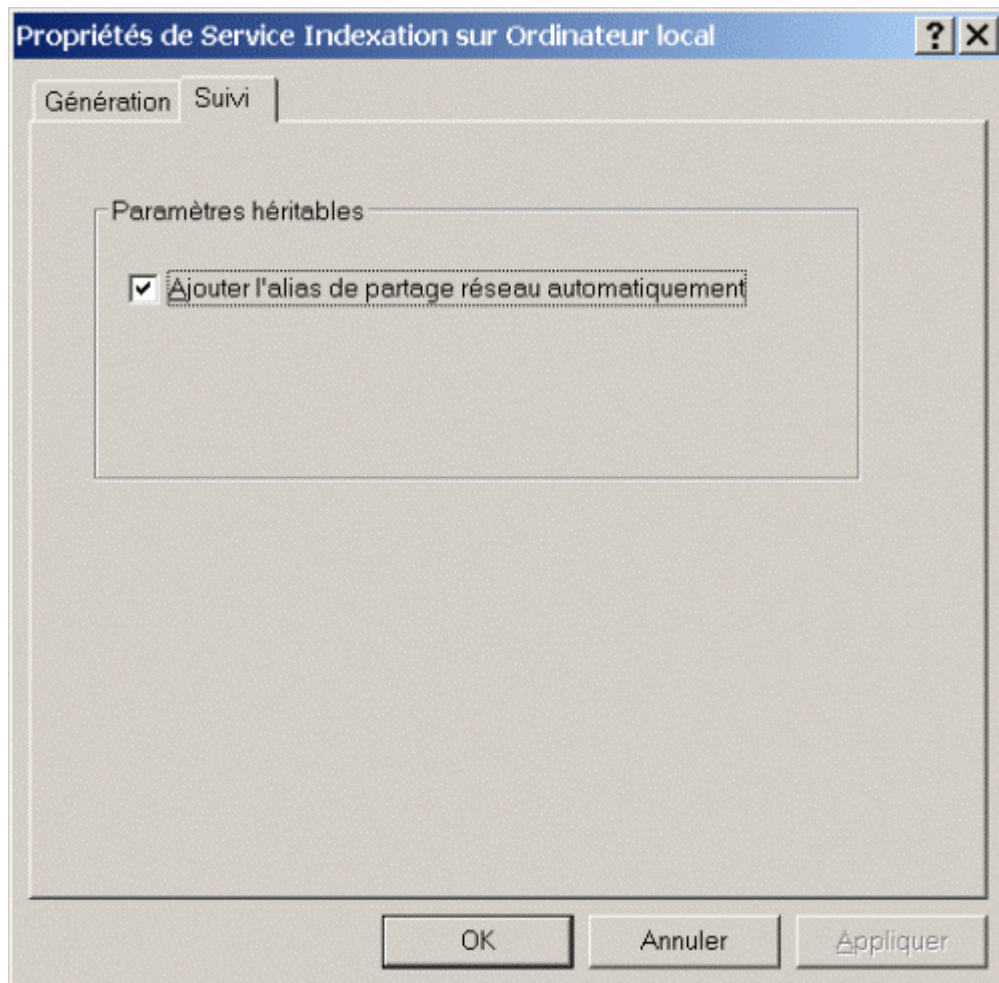 Propriétés de Service Indexation sur Ordinateur local
Génération Suivi
Paramètres héritables
Ajouter l'alias de partage réseau automatiquement
OK Annuler Appliquer